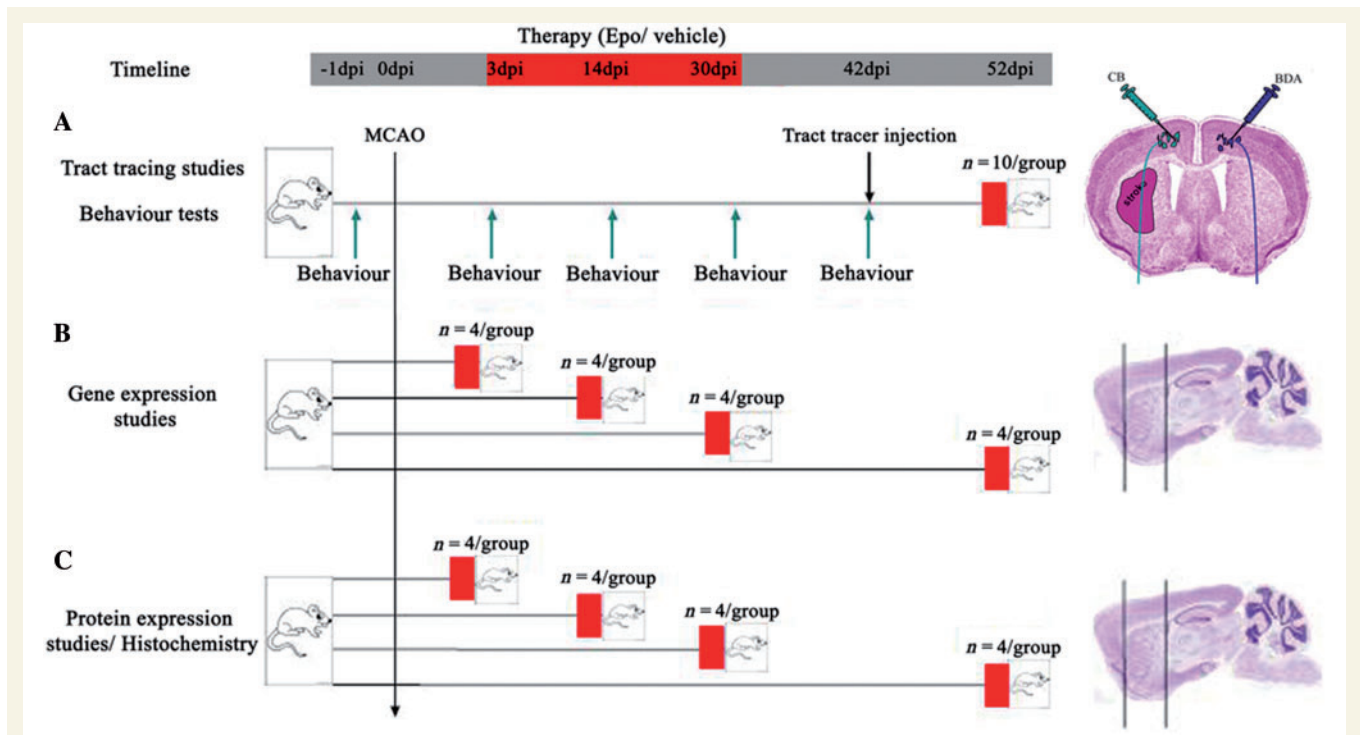 Therapy (Epo/ vehicle)
Timeline
-1dpi 0dpi 3dpi 14dpi 30dpi 42dpi 52dpi
CB
BDA
A
MCAO
Tract tracer injection
Tract tracing studies
n = 10/group
Behaviour tests
stroke
Behaviour Behaviour Behaviour Behaviour Behaviour
B
n = 4/group
n = 4/group
Gene expression
studies
n = 4/group
n = 4/group
C
n = 4/group
n = 4/group
Protein expression
studies/ Histochemistry
n = 4/group
n = 4/group